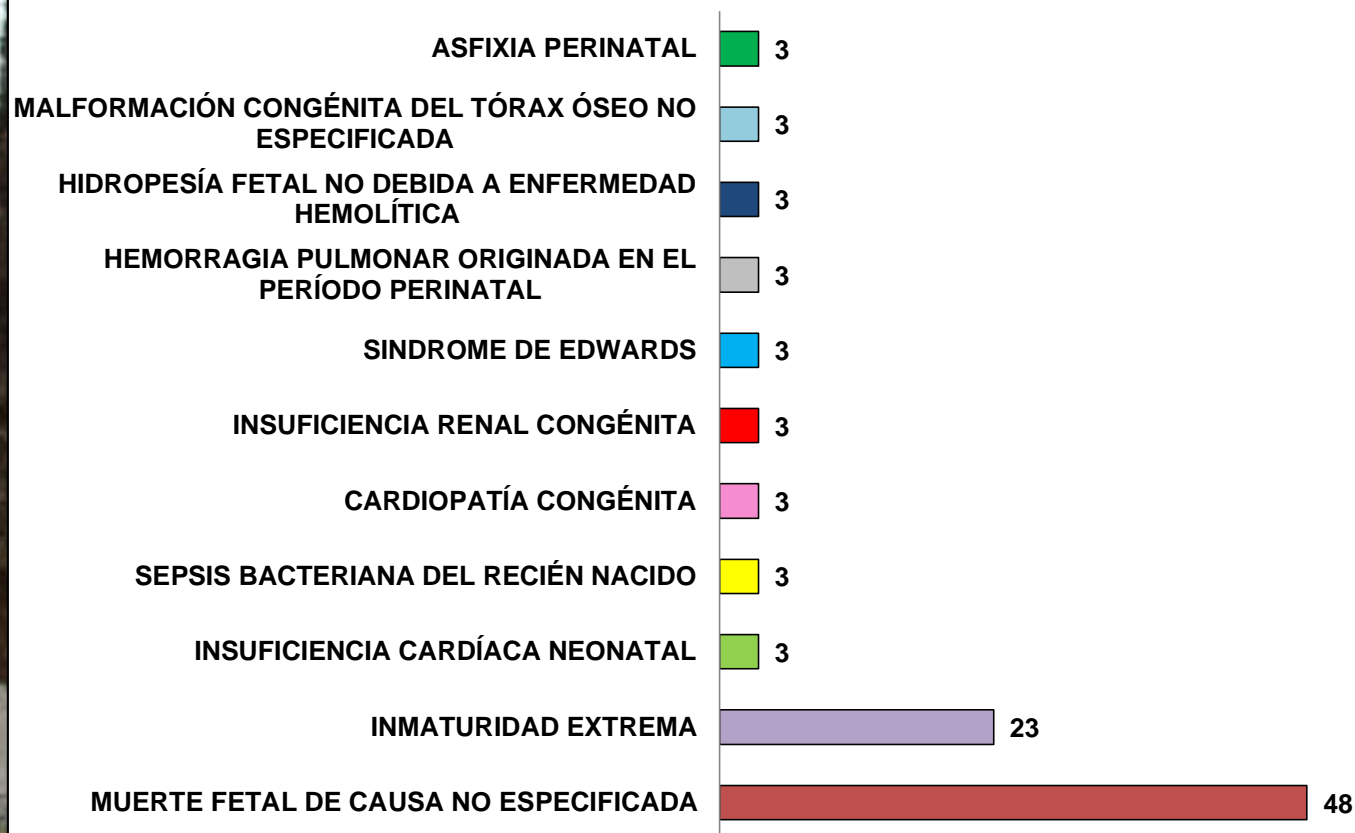 ASFIXIA PERINATAL 3
MALFORMACIÓN CONGÉNITA DEL TÓRAX ÓSEO NO
ESPECIFICADA 3
HIDROPESÍA FETAL NO DEBIDA A ENFERMEDAD
HEMOLÍTICA 3
HEMORRAGIA PULMONAR ORIGINADA EN EL
PERÍODO PERINATAL 3
SINDROME DE EDWARDS 3
INSUFICIENCIA RENAL CONGÉNITA 3
CARDIOPATÍA CONGÉNITA 3
SEPSIS BACTERIANA DEL RECIÉN NACIDO 3
INSUFICIENCIA CARDÍACA NEONATAL 3
INMATURIDAD EXTREMA 23
MUERTE FETAL DE CAUSA NO ESPECIFICADA 48